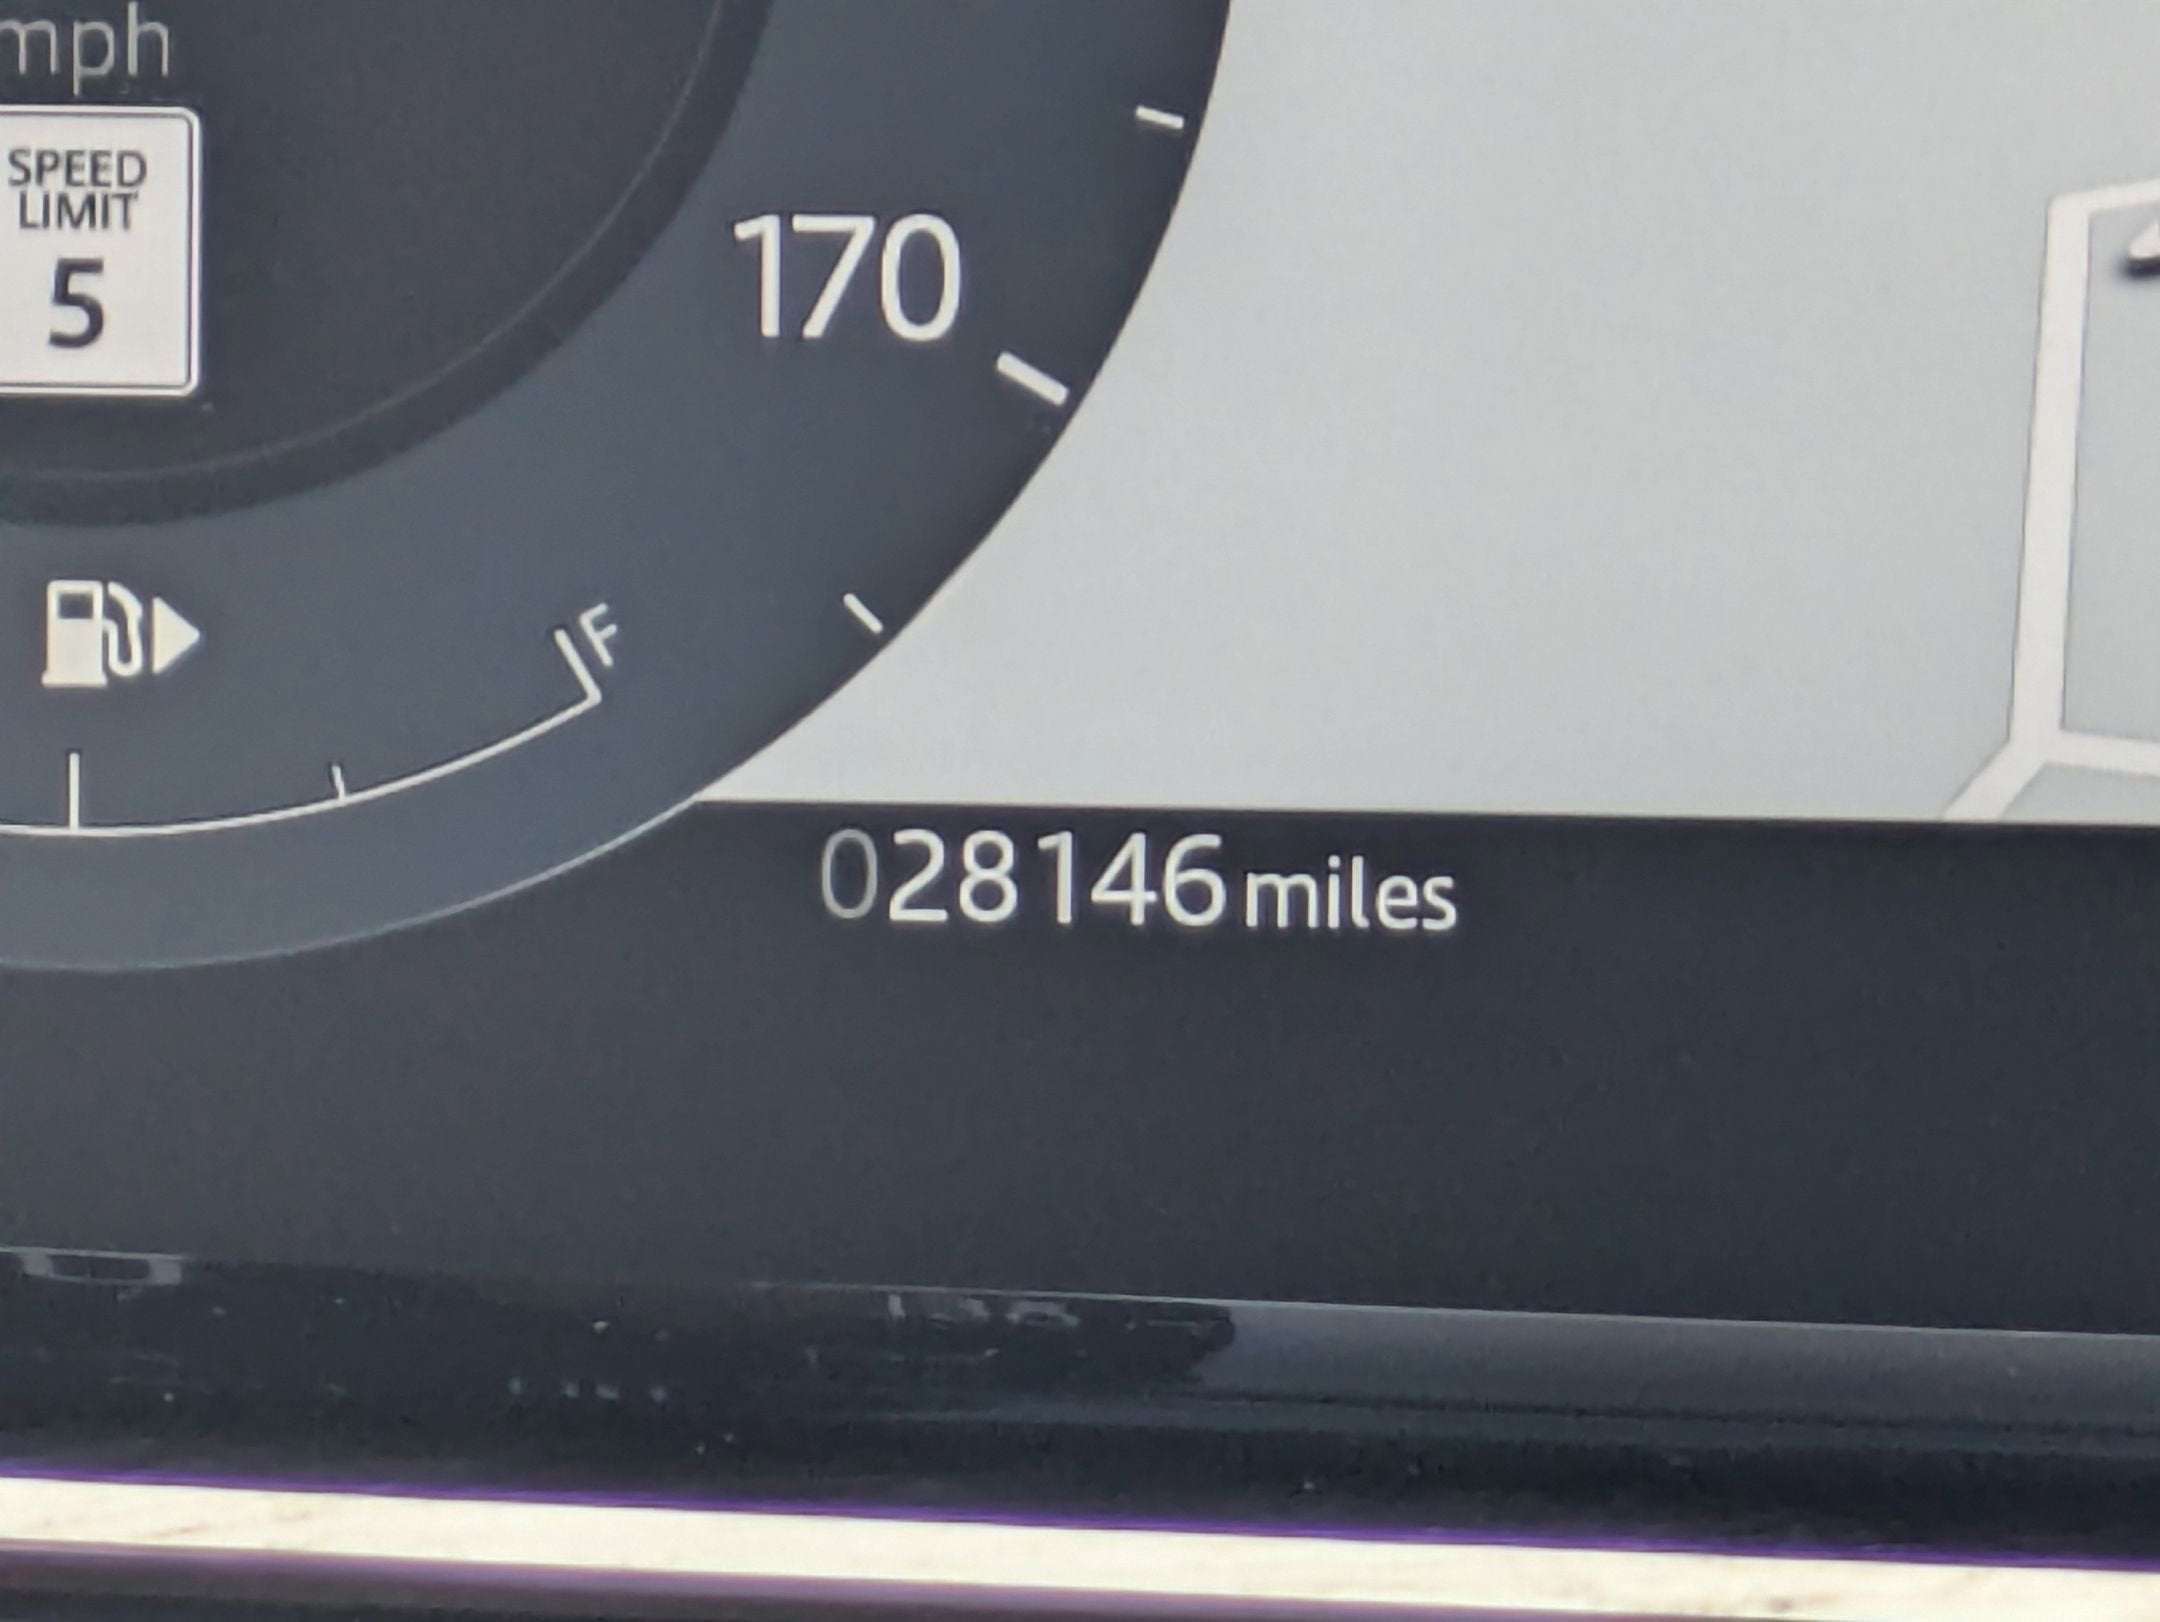 mph
SPEED
LIMIT
5
170
F
028146 miles